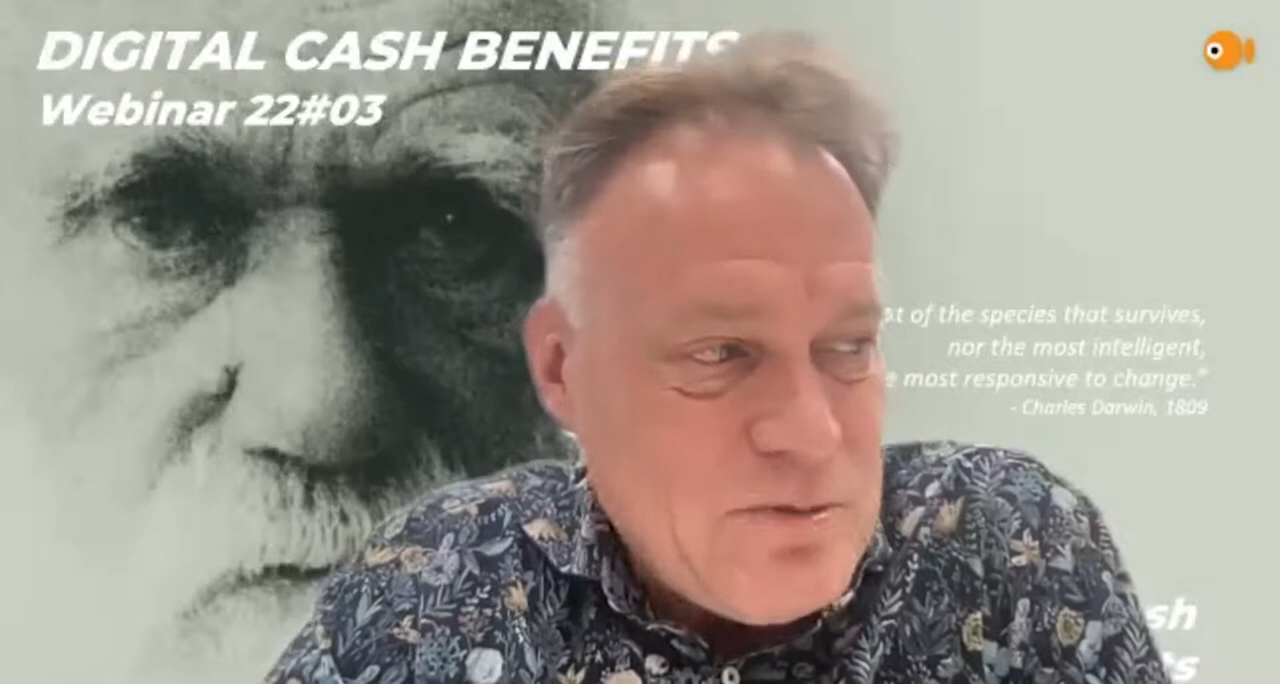 DIGITAL CASH BENEFITS
Webinar 22#03
of the species that survives,
nor the most intelligent,
most responsive to change."
- Charles Darwin, 1809